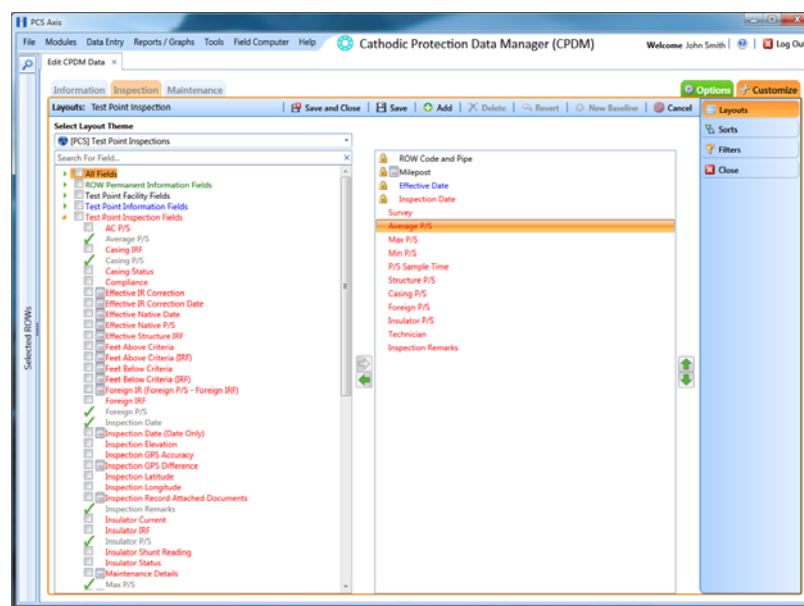 PCS Axis
File Modules Data Entry Reports / Graphs Tools Field Computer Help Cathodic Protection Data Manager (CPDM) Welcome John Smith Log Out
Edit CPDM Data ×
Information Inspection Maintenance Options Customize
Layouts: Test Point Inspection Save and Close Save Add Delete Revert New Baseline Cancel
Select Layout Theme
[PCS] Test Point Inspections
Search For Field...
All Fields
ROW Permanent Information Fields
Test Point Facility Fields
Test Point Information Fields
Test Point Inspection Fields
AC P/S
Average P/S
Casing IRF
Casing P/S
Casing Status
Compliance
Effective IR Correction
Effective IR Correction Date
Effective Native Date
Effective Native P/S
Effective Structure IRF
Feet Above Criteria
Feet Above Criteria (IRF)
Feet Below Criteria
Feet Below Criteria (IRF)
Foreign IR (Foreign P/S - Foreign IRF)
Foreign IRF
Foreign P/S
Inspection Date
Inspection Date (Date Only)
Inspection Elevation
Inspection GPS Accuracy
Inspection GPS Difference
Inspection Latitude
Inspection Longitude
Inspection Record Attached Documents
Inspection Remarks
Insulator Current
Insulator IRF
Insulator P/S
Insulator Shunt Reading
Insulator Status
Maintenance Details
Max P/S
ROW Code and Pipe
Milepost
Effective Date
Inspection Date
Survey
Average P/S
Max P/S
Min P/S
P/S Sample Time
Structure P/S
Casing P/S
Foreign P/S
Insulator P/S
Technician
Inspection Remarks
Layouts
Sorts
Filters
Close
Selected ROWs